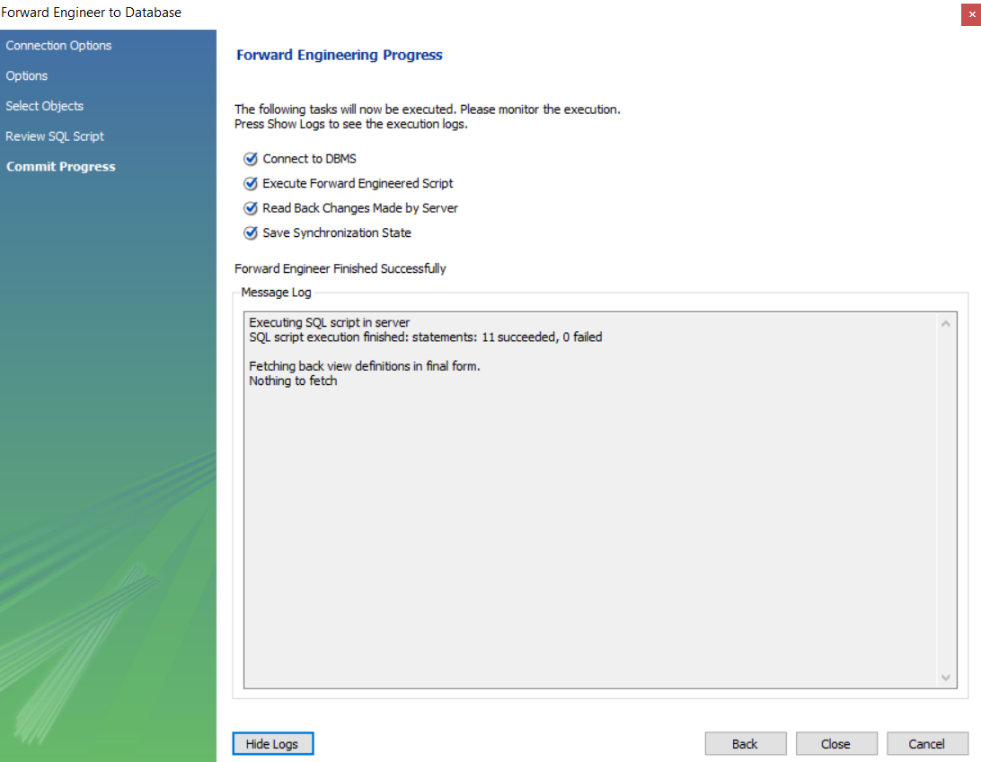 Forward Engineer to Database
Connection Options
Options
Select Objects
Review SQL Script
Commit Progress
Forward Engineering Progress
The following tasks will now be executed. Please monitor the execution.
Press Show Logs to see the execution logs.
Connect to DBMS
Execute Forward Engineered Script
Read Back Changes Made by Server
Save Synchronization State
Forward Engineer Finished Successfully
Message Log
Executing SQL script in server
SQL script execution finished: statements: 11 succeeded, 0 failed
Fetching back view definitions in final form.
Nothing to fetch
Hide Logs
Back
Close
Cancel